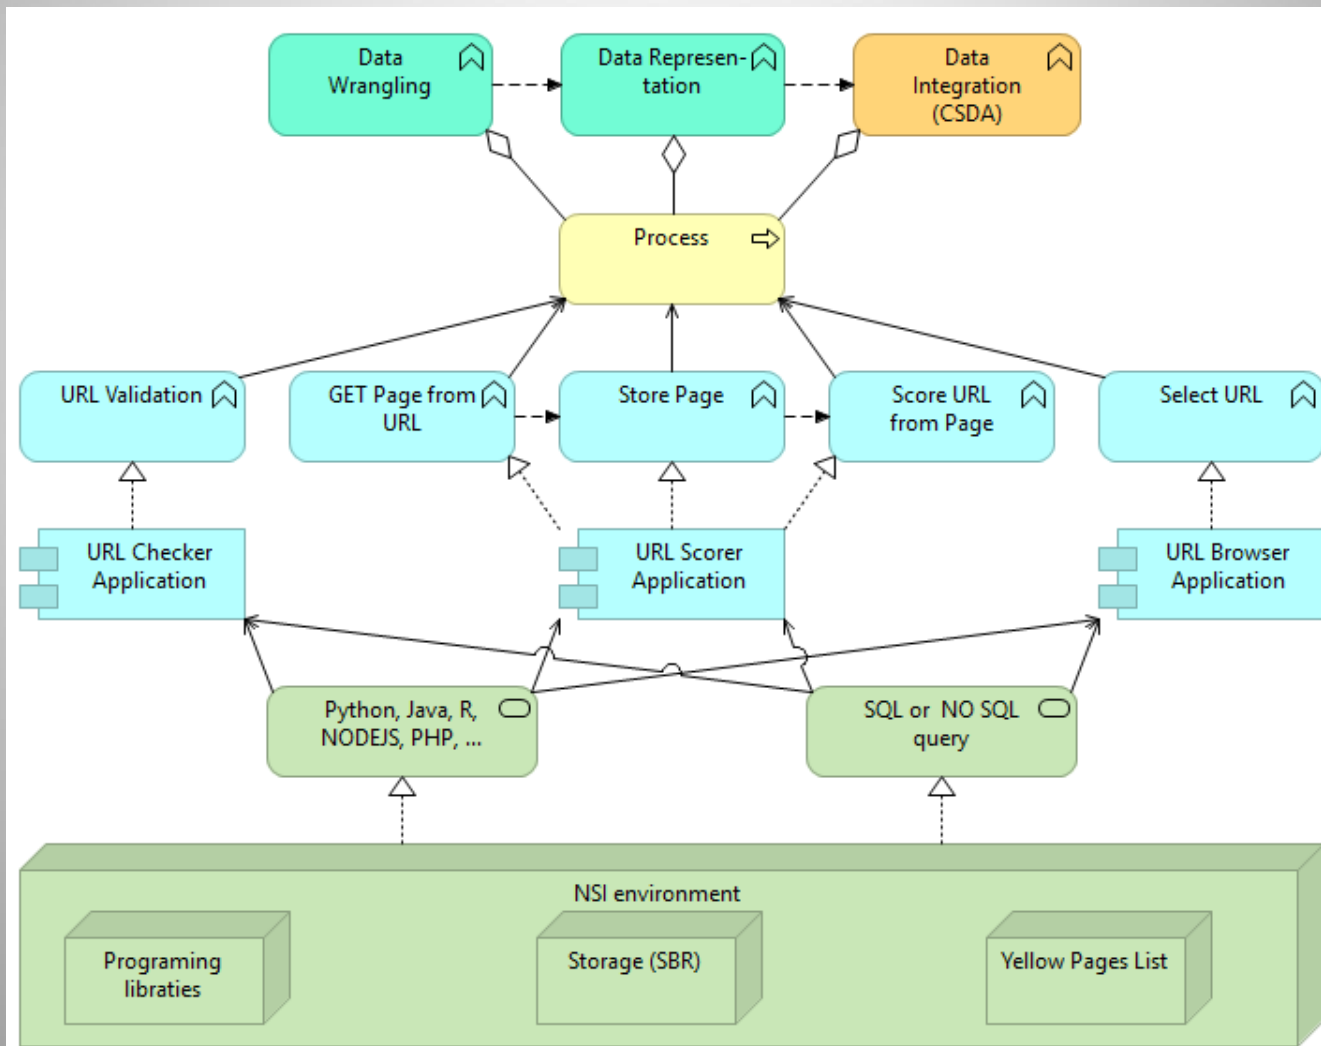 Data
Wrangling
Data Represen-
tation
Data
Integration
(CSDA)
Process
URL Validation
GET Page from
URL
Store Page
Score URL
from Page
Select URL
URL Checker
Application
URL Scorer
Application
URL Browser
Application
Python, Java, R,
NODEJS, PHP, ...
SQL or NO SQL
query
NSI environment
Programing
libraties
Storage (SBR)
Yellow Pages List